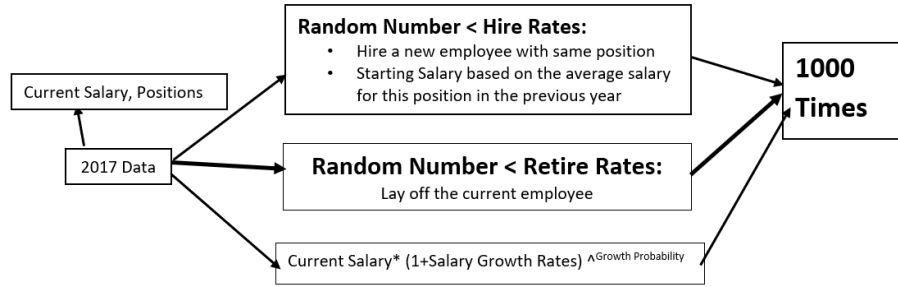 Current Salary, Positions
2017 Data
Random Number < Hire Rates:
• Hire a new employee with same position
• Starting Salary based on the average salary
for this position in the previous year
Random Number < Retire Rates:
Lay off the current employee
Current Salary* (1+Salary Growth Rates) ^Growth Probability
1000
Times